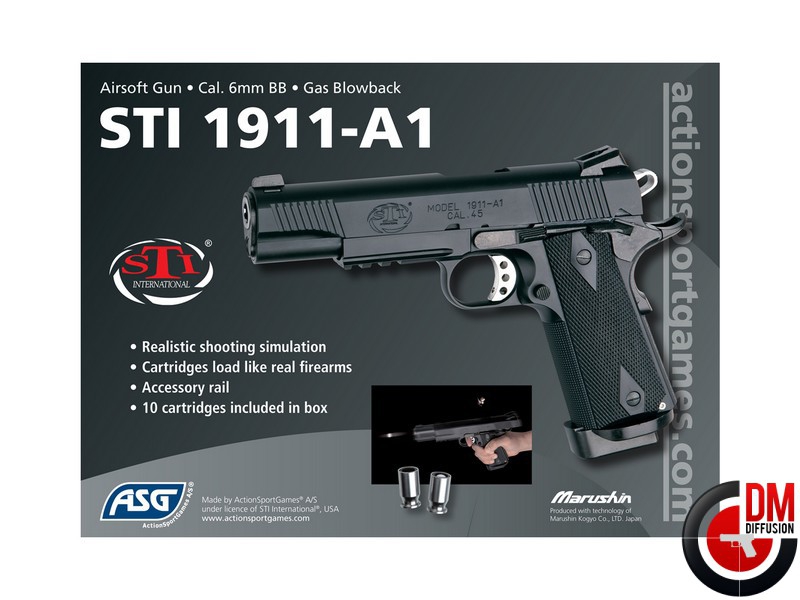 Airsoft Gun • Cal. 6mm BB • Gas Blowback
STI 1911-A1
actionsportgames.com
STI
MODEL 1911-A1
CAL. 45
STI ®
INTERNATIONAL
• Realistic shooting simulation
• Cartridges load like real firearms
• Accessory rail
• 10 cartridges included in box
ASG
ActionSportGames A/S®
Made by ActionSportGames® A/S
under licence of STI International®, USA
www.actionsportgames.com
Marushin
Produced with technology of
Marushin Kogyo Co., LTD. Japan
DM
DIFFUSION